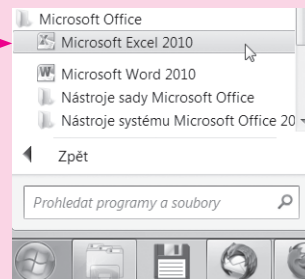 Microsoft Office
Microsoft Excel 2010
Microsoft Word 2010
Nástroje sady Microsoft Office
Nástroje systému Microsoft Office 20
Zpět
Prohledat programy a soubory